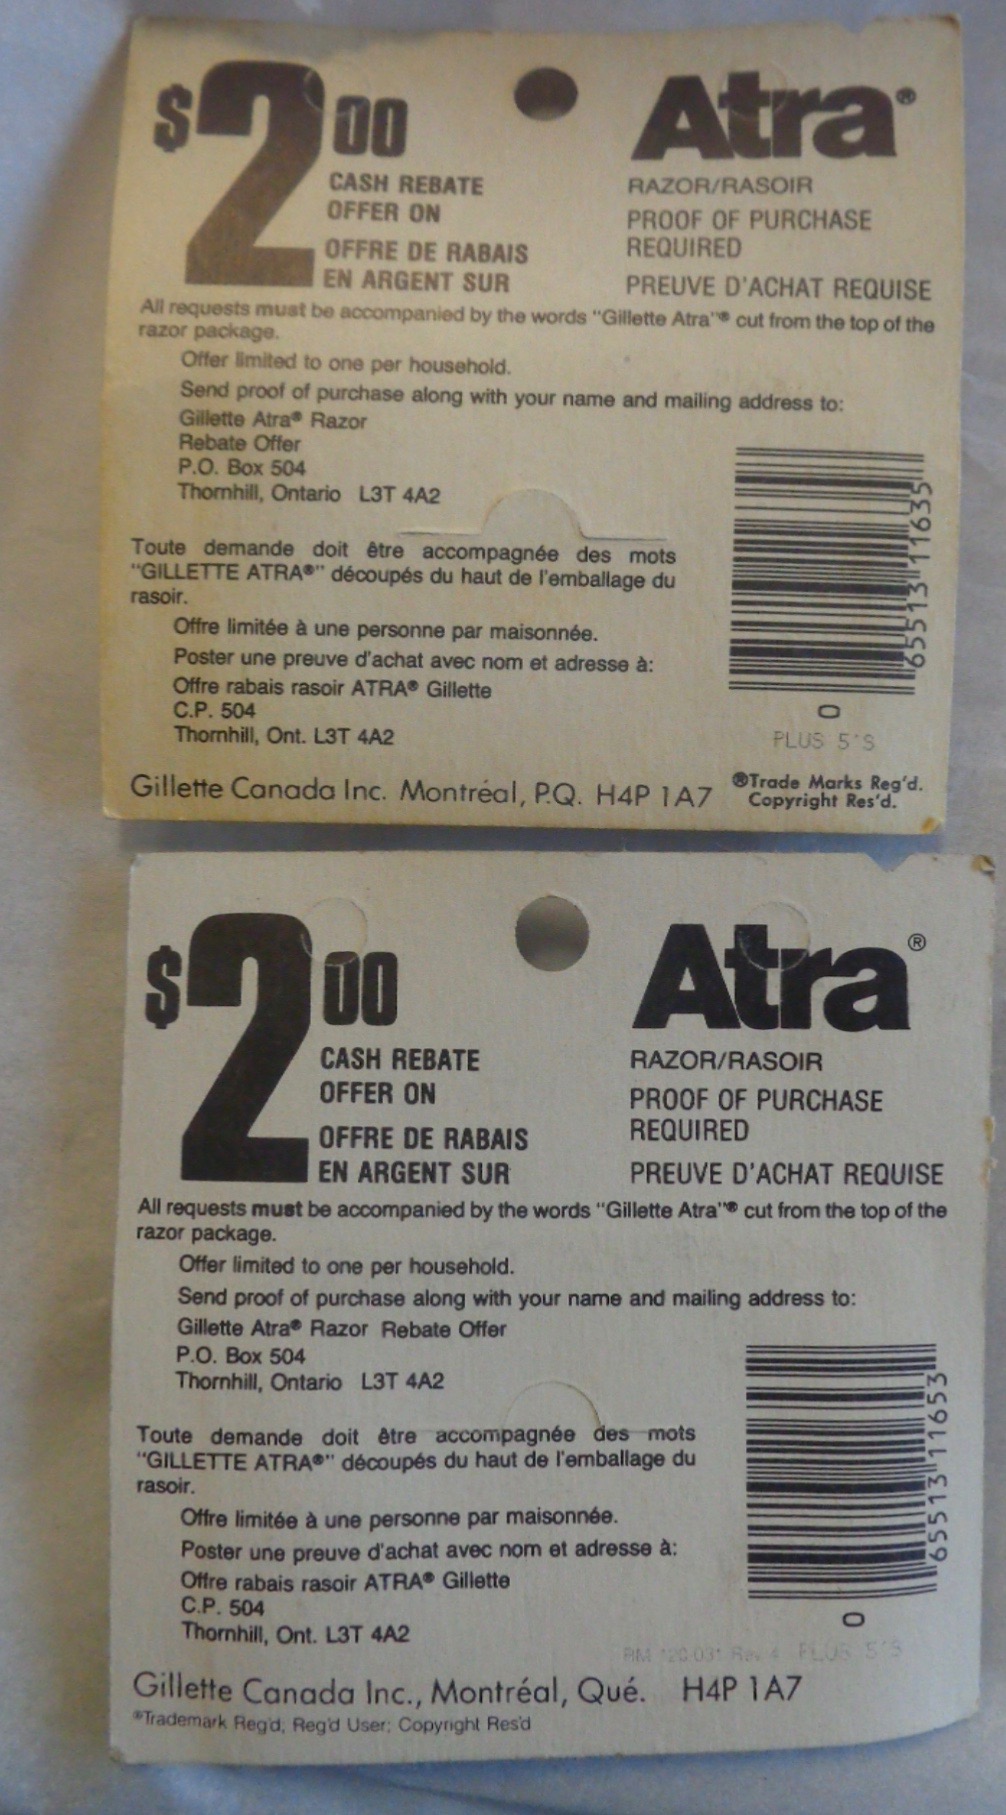 $2.00
CASH REBATE
OFFER ON
OFFRE DE RABAIS
EN ARGENT SUR
Atra®
RAZOR/RASOIR
PROOF OF PURCHASE
REQUIRED
PREUVE D'ACHAT REQUISE
All requests must be accompanied by the words "Gillette Atra"® cut from the top of the
razor package.
Offer limited to one per household.
Send proof of purchase along with your name and mailing address to:
Gillette Atra® Razor
Rebate Offer
P.O. Box 504
Thornhill, Ontario L3T 4A2
Toute demande doit être accompagnée des mots
"GILLETTE ATRA®" découpés du haut de l'emballage du
rasoir.
Offre limitée à une personne par maisonnée.
Poster une preuve d'achat avec nom et adresse à:
Offre rabais rasoir ATRA® Gillette
C.P. 504
Thornhill, Ont. L3T 4A2
65513 11635
0
PLUS 5'S
Gillette Canada Inc. Montréal, P.Q. H4P 1A7
®Trade Marks Reg'd.
Copyright Res'd.
$2.00
CASH REBATE
OFFER ON
OFFRE DE RABAIS
EN ARGENT SUR
Atra®
RAZOR/RASOIR
PROOF OF PURCHASE
REQUIRED
PREUVE D'ACHAT REQUISE
All requests must be accompanied by the words "Gillette Atra"® cut from the top of the
razor package.
Offer limited to one per household.
Send proof of purchase along with your name and mailing address to:
Gillette Atra® Razor Rebate Offer
P.O. Box 504
Thornhill, Ontario L3T 4A2
Toute demande doit être accompagnée des mots
"GILLETTE ATRA®" découpés du haut de l'emballage du
rasoir.
Offre limitée à une personne par maisonnée.
Poster une preuve d'achat avec nom et adresse à:
Offre rabais rasoir ATRA® Gillette
C.P. 504
Thornhill, Ont. L3T 4A2
65513 11653
0
Rev. 4 PLUS 5'S
Gillette Canada Inc., Montréal, Qué. H4P 1A7
®Trademark Reg'd; Reg'd User; Copyright Res'd